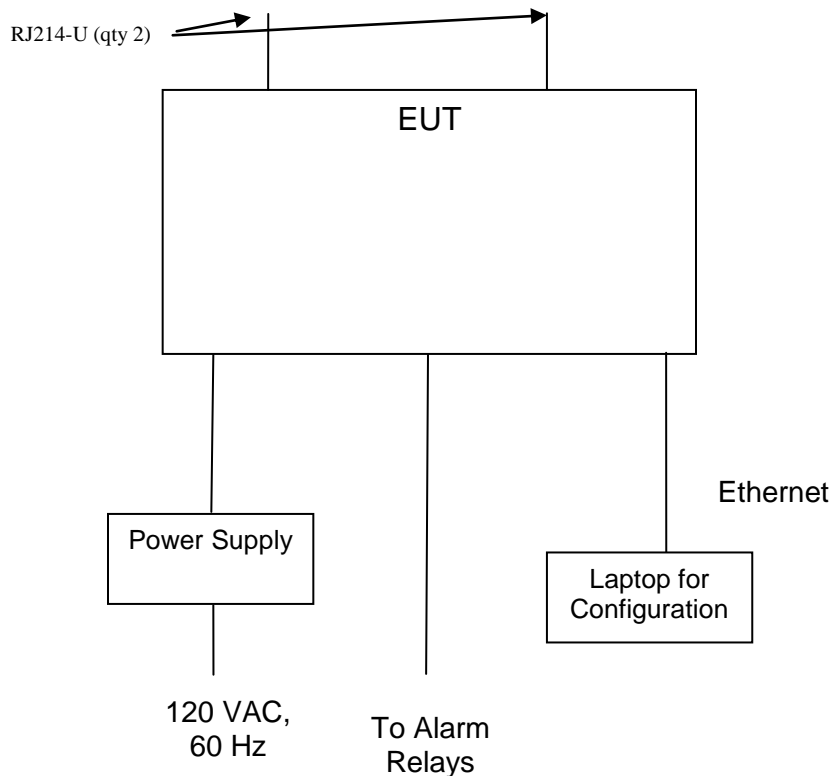 RJ214-U (qty 2)
EUT
Ethernet
Power Supply
Laptop for
Configuration
120 VAC,
60 Hz
To Alarm
Relays